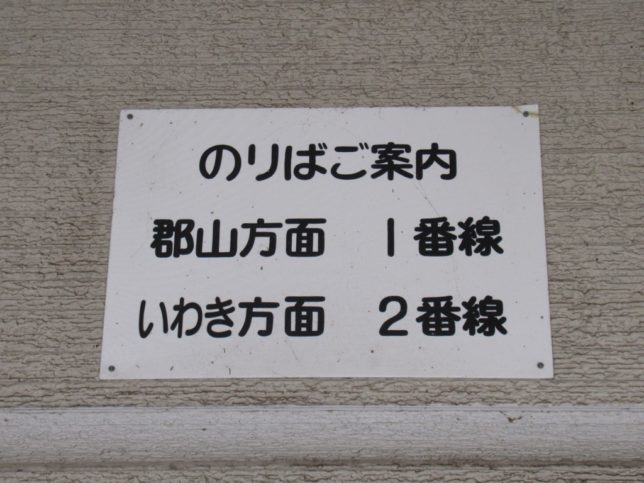 のりばご案内
郡山方面　1番線
いわき方面　2番線